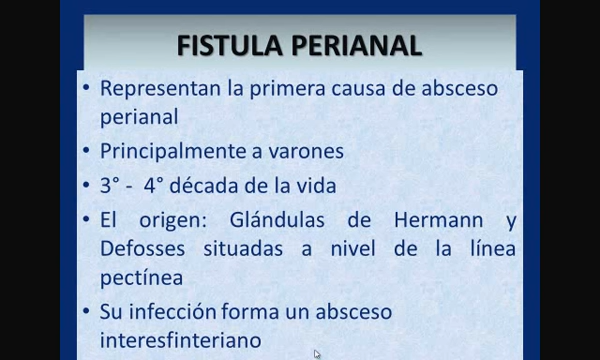 FISTULA PERIANAL
• Representan la primera causa de absceso
perianal
• Principalmente a varones
• 3° - 4° década de la vida
• El origen: Glándulas de Hermann y
Defosses situadas a nivel de la línea
pectínea
• Su infección forma un absceso
interesfinteriano